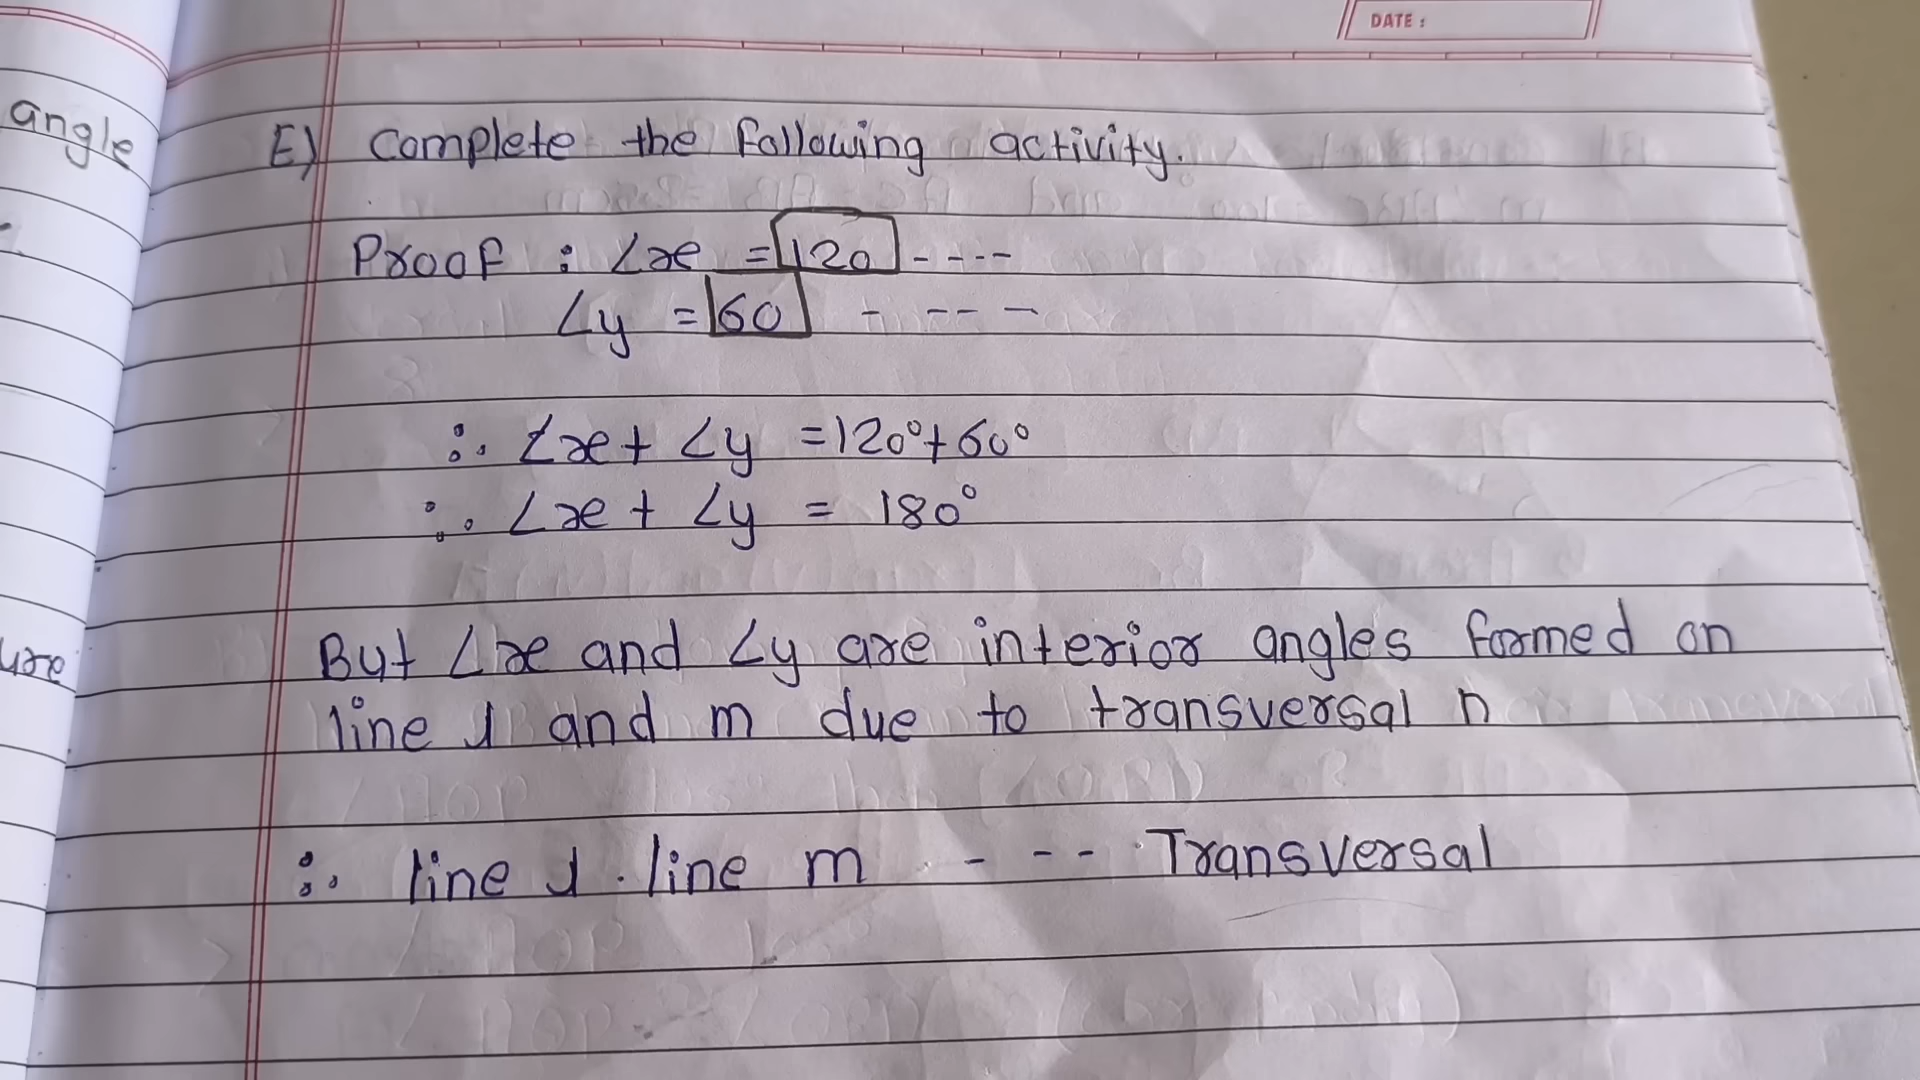 DATE :
angle
E) Complete the following activity.
Proof : ∠x = 120 ----
∠y = 60 - -- -
∴ ∠x + ∠y = 120° + 60°
∴ ∠x + ∠y = 180°
But ∠x and ∠y are interior angles formed on
line l and m due to transversal n
∴ line l . line m - - - Transversal